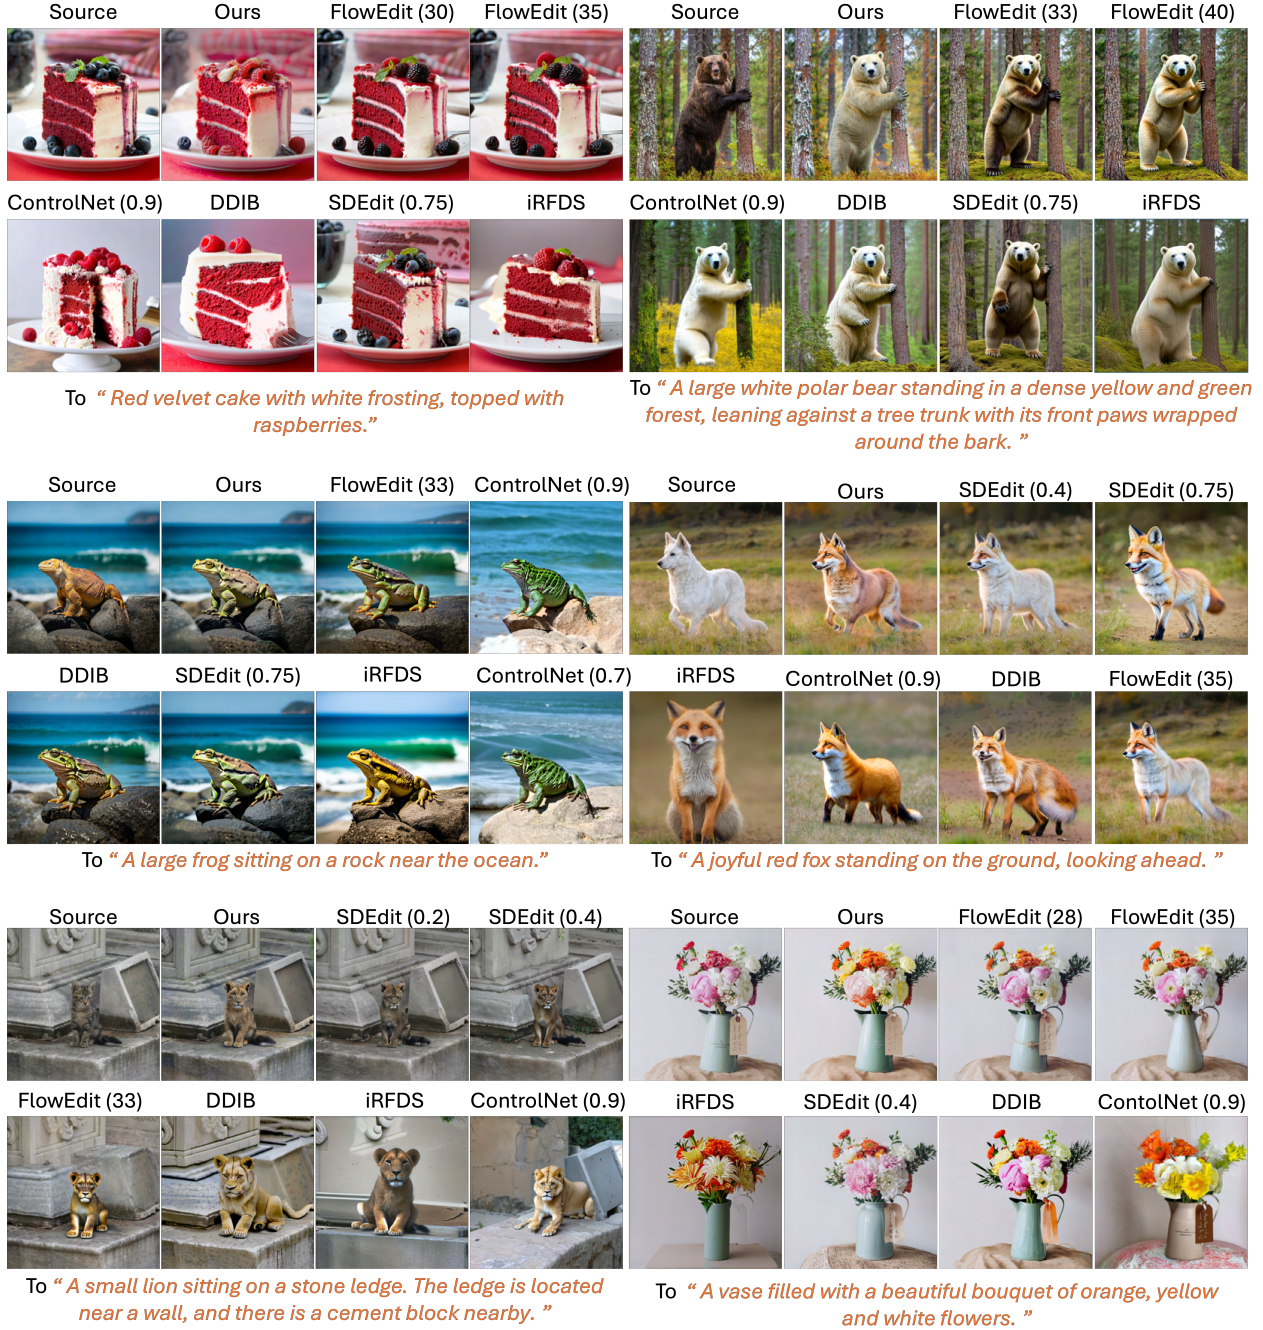 Source Ours FlowEdit (30) FlowEdit (35)
ControlNet (0.9) DDIB SDEdit (0.75) iRFDS
To “ Red velvet cake with white frosting, topped with
raspberries.”
Source Ours FlowEdit (33) FlowEdit (40)
ControlNet (0.9) DDIB SDEdit (0.75) iRFDS
To “ A large white polar bear standing in a dense yellow and green
forest, leaning against a tree trunk with its front paws wrapped
around the bark. ”
Source Ours FlowEdit (33) ControlNet (0.9)
DDIB SDEdit (0.75) iRFDS ControlNet (0.7)
To “ A large frog sitting on a rock near the ocean.”
Source Ours SDEdit (0.4) SDEdit (0.75)
iRFDS ControlNet (0.9) DDIB FlowEdit (35)
To “ A joyful red fox standing on the ground, looking ahead. ”
Source Ours SDEdit (0.2) SDEdit (0.4)
FlowEdit (33) DDIB iRFDS ControlNet (0.9)
To “ A small lion sitting on a stone ledge. The ledge is located
near a wall, and there is a cement block nearby. ”
Source Ours FlowEdit (28) FlowEdit (35)
iRFDS SDEdit (0.4) DDIB ContolNet (0.9)
To “ A vase filled with a beautiful bouquet of orange, yellow
and white flowers. ”